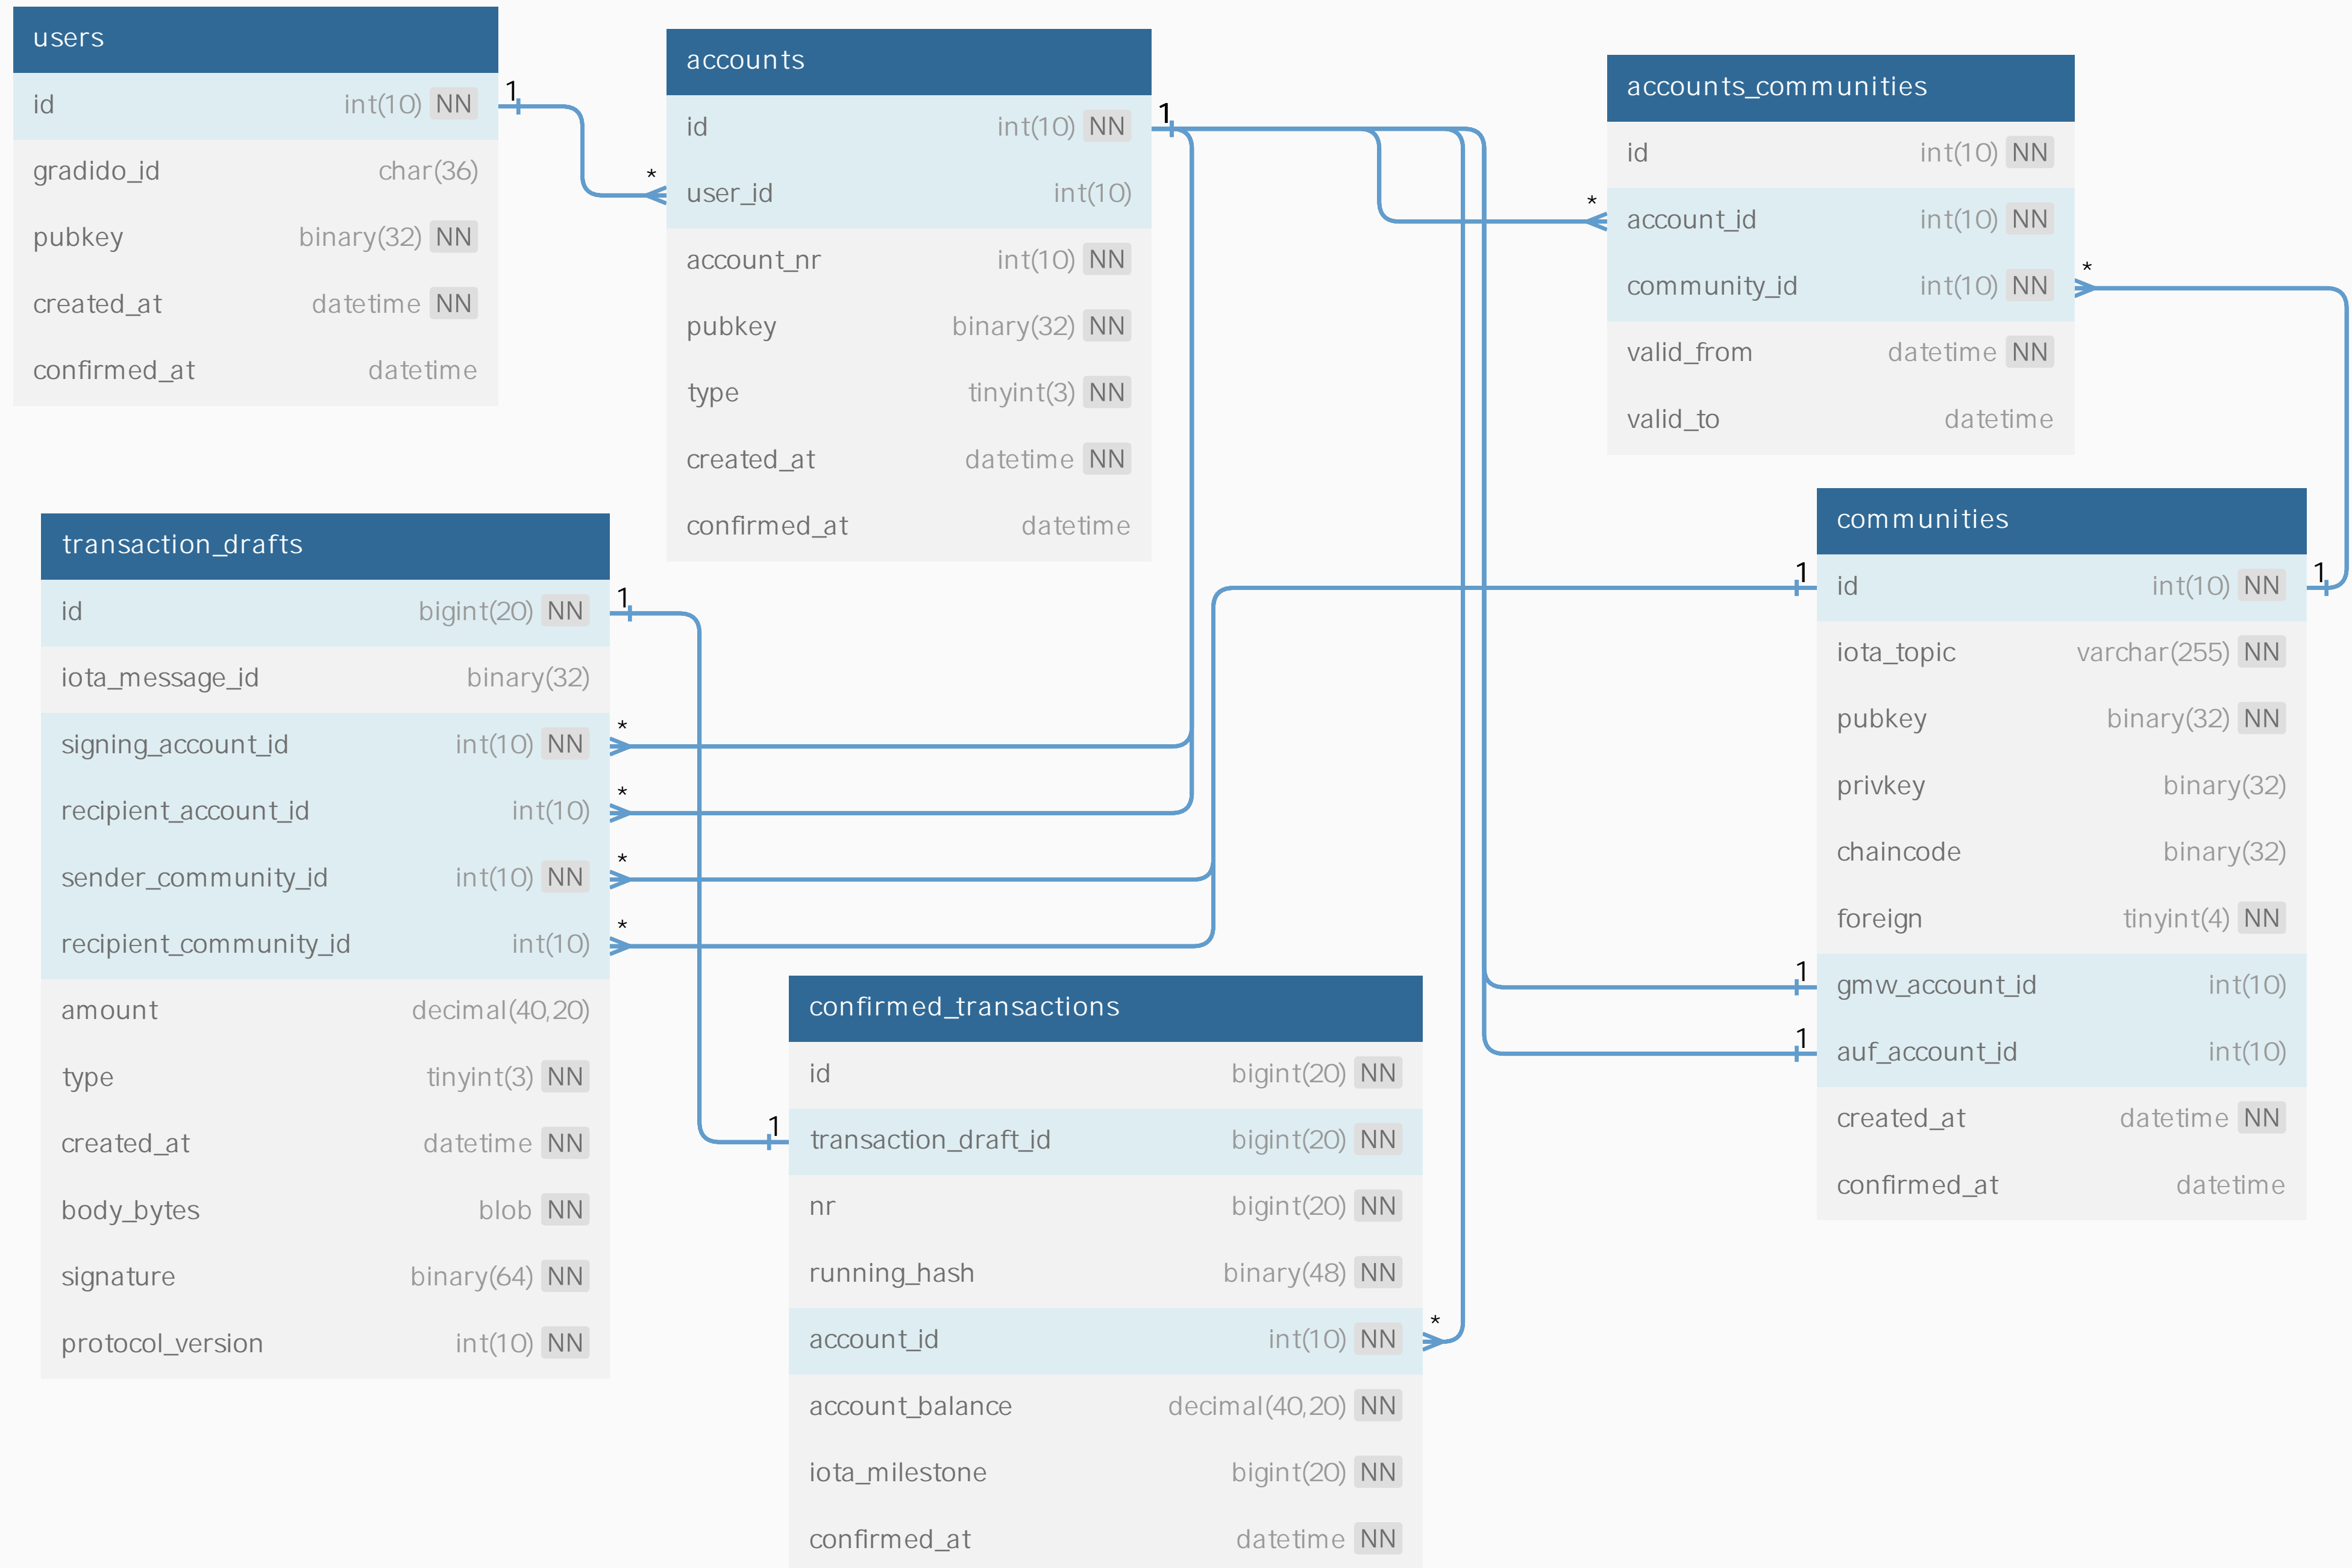 users
id int(10) NN
gradido_id char(36)
pubkey binary(32) NN
created_at datetime NN
confirmed_at datetime
1
*
accounts
id int(10) NN
user_id int(10)
account_nr int(10) NN
pubkey binary(32) NN
type tinyint(3) NN
created_at datetime NN
confirmed_at datetime
1
*
accounts_communities
id int(10) NN
account_id int(10) NN
community_id int(10) NN
valid_from datetime NN
valid_to datetime
*
transaction_drafts
id bigint(20) NN
iota_message_id binary(32)
signing_account_id int(10) NN
recipient_account_id int(10)
sender_community_id int(10) NN
recipient_community_id int(10)
amount decimal(40,20)
type tinyint(3) NN
created_at datetime NN
body_bytes blob NN
signature binary(64) NN
protocol_version int(10) NN
1
*
*
*
*
1
confirmed_transactions
id bigint(20) NN
transaction_draft_id bigint(20) NN
nr bigint(20) NN
running_hash binary(48) NN
account_id int(10) NN
account_balance decimal(40,20) NN
iota_milestone bigint(20) NN
confirmed_at datetime NN
*
1
1
1
communities
id int(10) NN
iota_topic varchar(255) NN
pubkey binary(32) NN
privkey binary(32)
chaincode binary(32)
foreign tinyint(4) NN
gmw_account_id int(10)
auf_account_id int(10)
created_at datetime NN
confirmed_at datetime
1